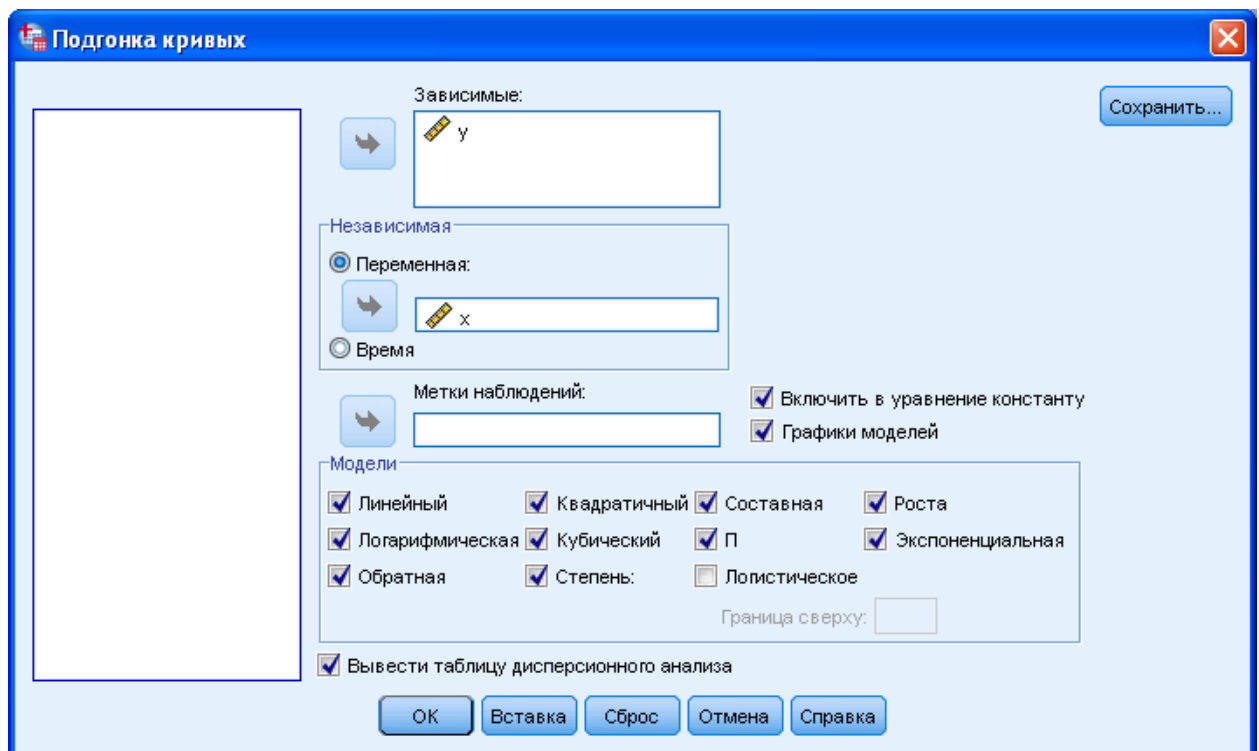 Подгонка кривых
Зависимые:
Сохранить...
y
Независимая
Переменная:
x
Время
Метки наблюдений:
Включить в уравнение константу
Графики моделей
Модели
Линейный Квадратичный Составная Роста
Логарифмическая Кубический П Экспоненциальная
Обратная Степень: Логистическое
Граница сверху:
Вывести таблицу дисперсионного анализа
ОК Вставка Сброс Отмена Справка